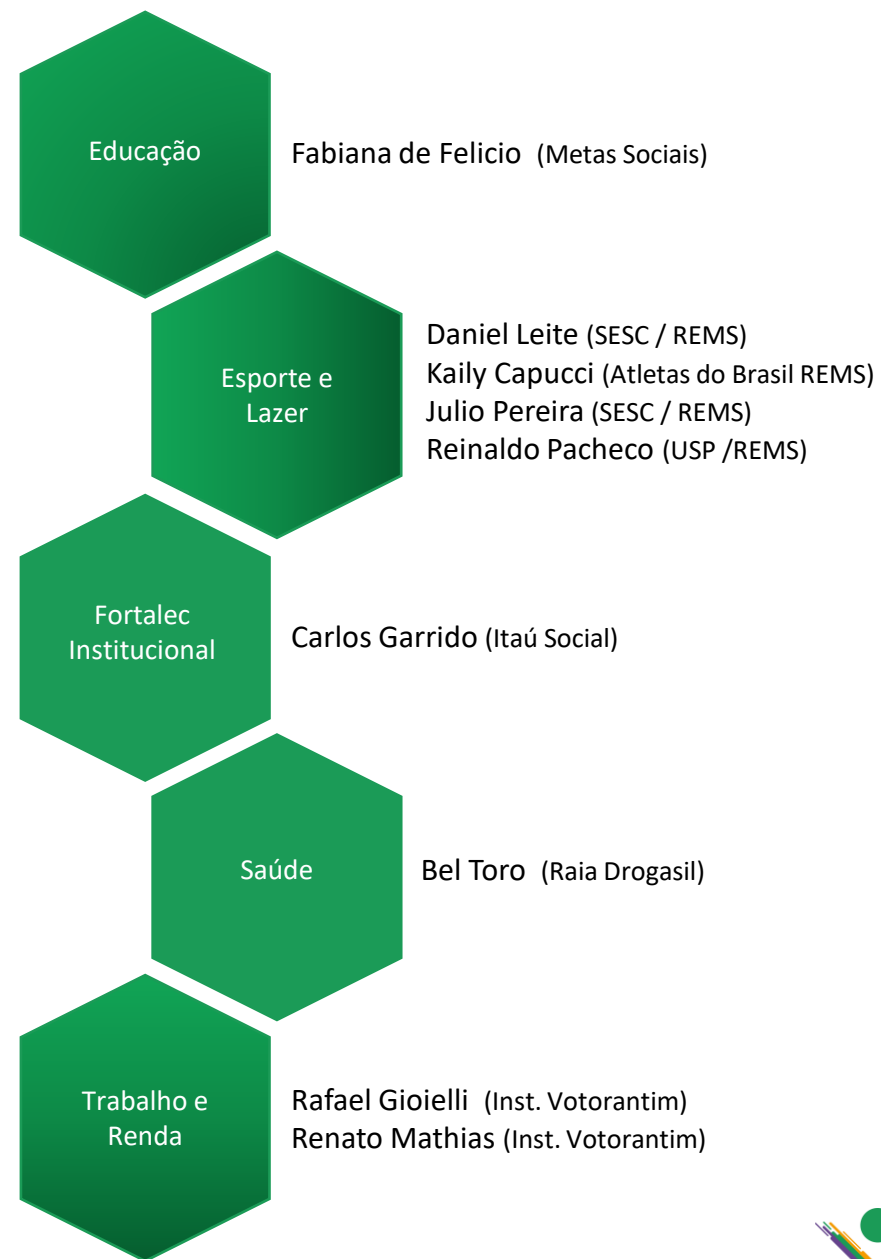 Educação
Fabiana de Felicio (Metas Sociais)
Esporte e
Lazer
Daniel Leite (SESC / REMS)
Kaily Capucci (Atletas do Brasil REMS)
Julio Pereira (SESC / REMS)
Reinaldo Pacheco (USP /REMS)
Fortalec
Institucional
Carlos Garrido (Itaú Social)
Saúde
Bel Toro (Raia Drogasil)
Trabalho e
Renda
Rafael Gioielli (Inst. Votorantim)
Renato Mathias (Inst. Votorantim)